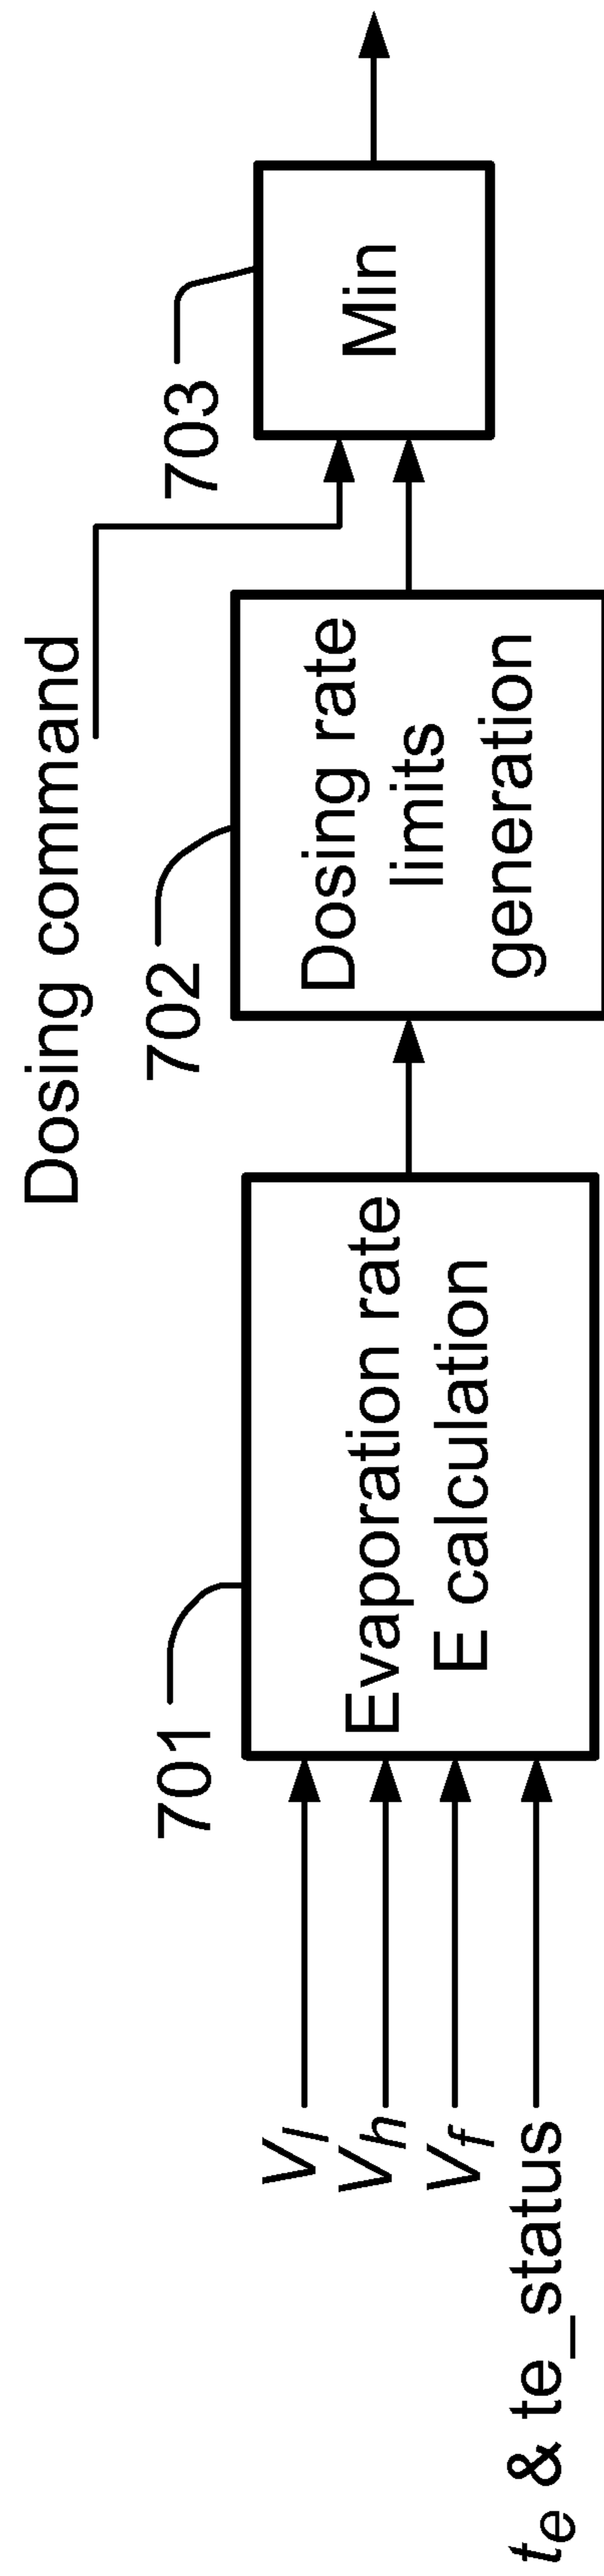 Dosing command
701
702
703
V_l
V_h
V_f
t_e & te_status
Evaporation rate
E calculation
Dosing rate
limits
generation
Min